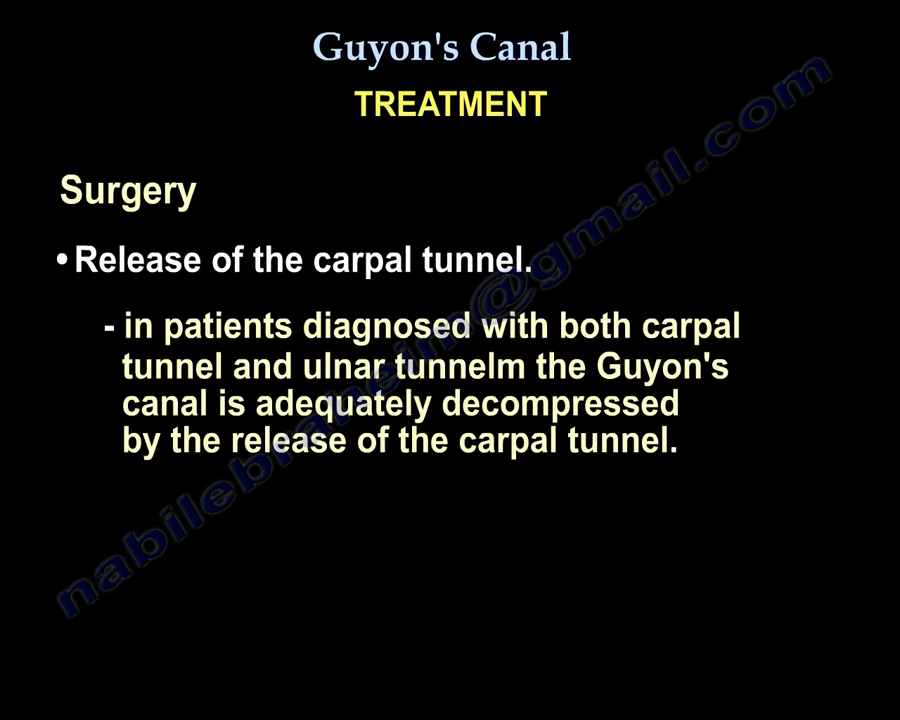 Guyon's Canal
TREATMENT
Surgery
• Release of the carpal tunnel.
- in patients diagnosed with both carpal
tunnel and ulnar tunnelm the Guyon's
canal is adequately decompressed
by the release of the carpal tunnel.
nabilebraheim@gmail.com